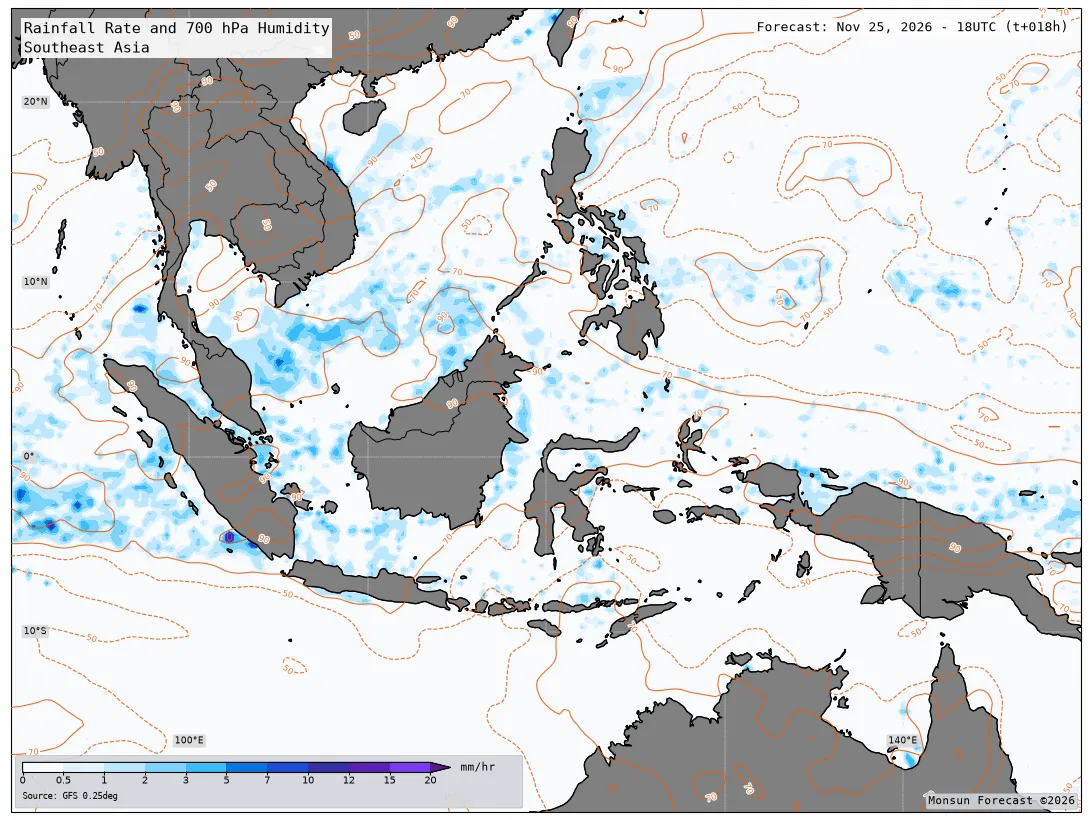 Rainfall Rate and 700 hPa Humidity
Southeast Asia
Forecast: Nov 25, 2026 - 18UTC (t+018h)
20°N
10°N
0°
10°S
100°E
140°E
mm/hr
0 0.5 1 2 3 5 7 10 12 15 20
Source: GFS 0.25deg
Monsun Forecast ©2026